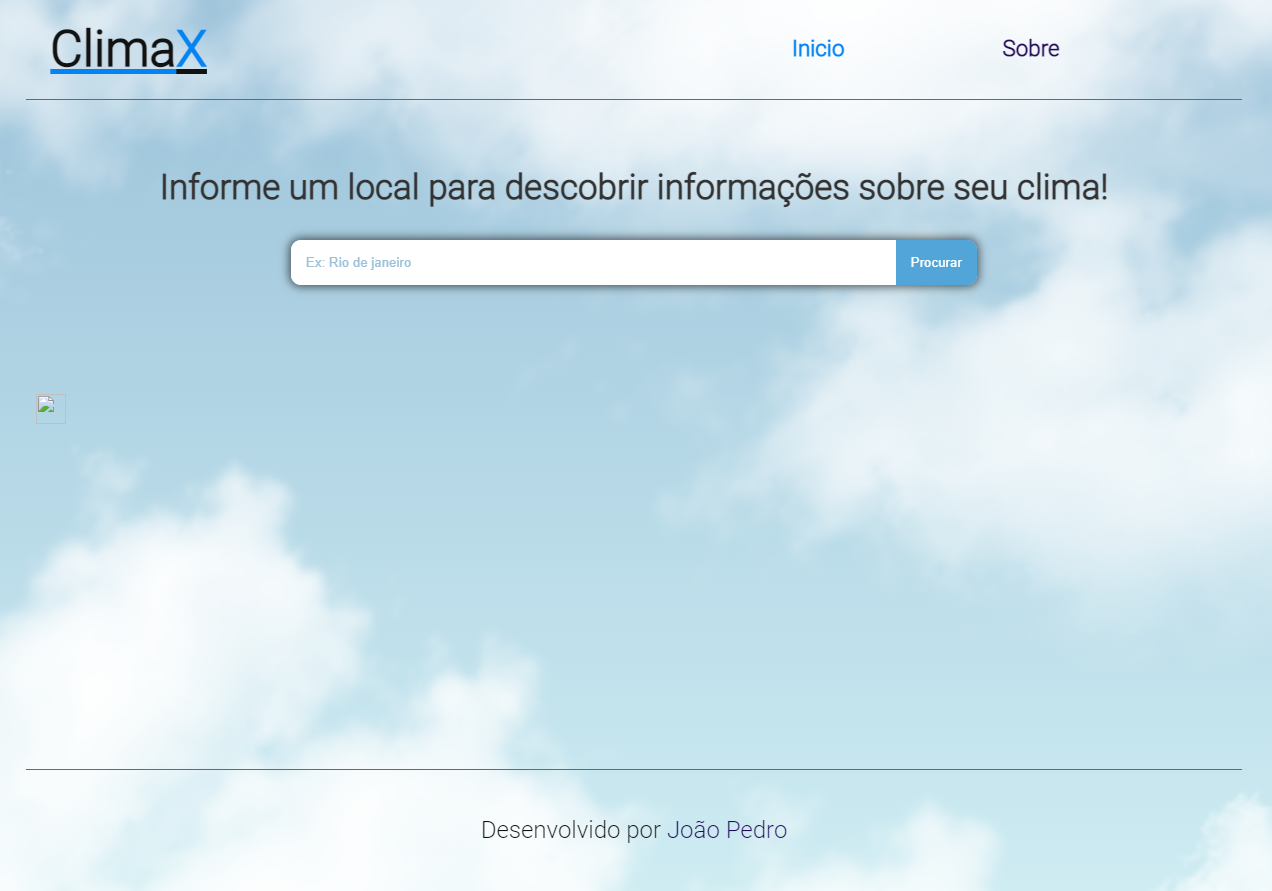 ClimaX
Inicio
Sobre
Informe um local para descobrir informações sobre seu clima!
Ex: Rio de janeiro
Procurar
Desenvolvido por João Pedro